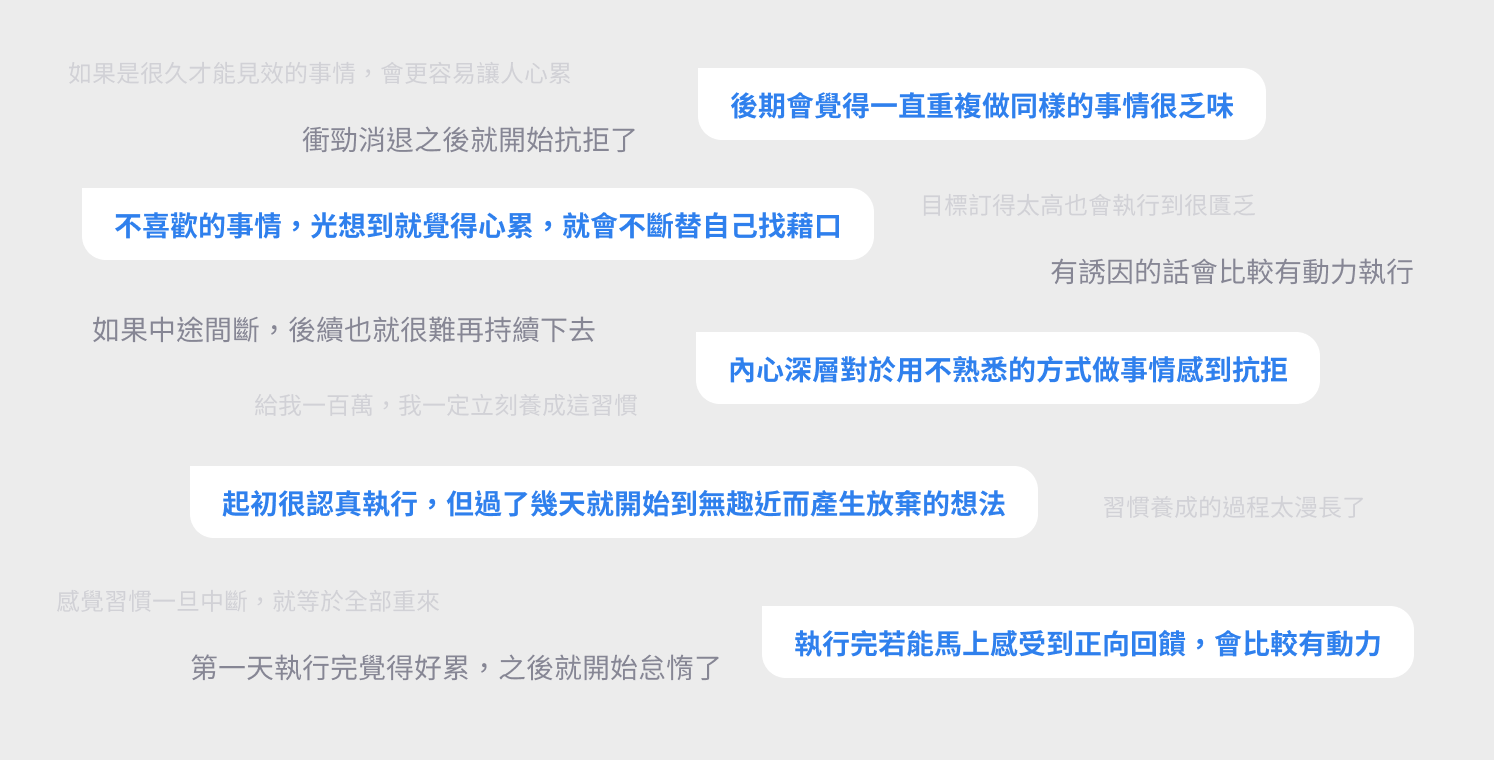 如果是很久才能見效的事情，會更容易讓人心累
後期會覺得一直重複做同樣的事情很乏味
衝勁消退之後就開始抗拒了
目標訂得太高也會執行到很匱乏
不喜歡的事情，光想到就覺得心累，就會不斷替自己找藉口
有誘因的話會比較有動力執行
如果中途間斷，後續也就很難再持續下去
內心深層對於用不熟悉的方式做事情感到抗拒
給我一百萬，我一定立刻養成這習慣
起初很認真執行，但過了幾天就開始到無趣近而產生放棄的想法
習慣養成的過程太漫長了
感覺習慣一旦中斷，就等於全部重來
執行完若能馬上感受到正向回饋，會比較有動力
第一天執行完覺得好累，之後就開始怠惰了